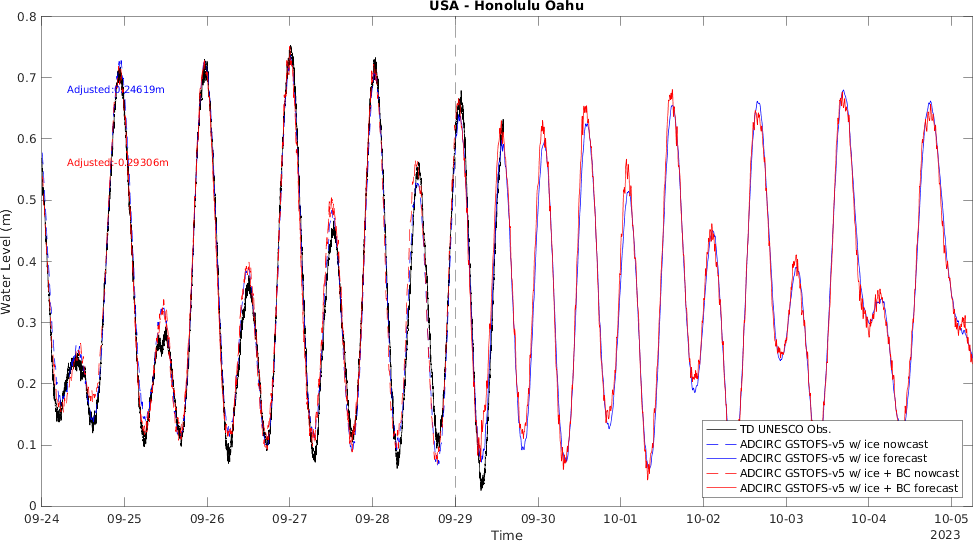 USA - Honolulu Oahu
0.8
0.7
0.6
0.5
0.4
0.3
0.2
0.1
0
Water Level (m)
Adjusted:0.24619m
Adjusted:-0.29306m
TD UNESCO Obs.
ADCIRC GSTOFS-v5 w/ ice nowcast
ADCIRC GSTOFS-v5 w/ ice forecast
ADCIRC GSTOFS-v5 w/ ice + BC nowcast
ADCIRC GSTOFS-v5 w/ ice + BC forecast
09-24 09-25 09-26 09-27 09-28 09-29 09-30 10-01 10-02 10-03 10-04 10-05
2023
Time